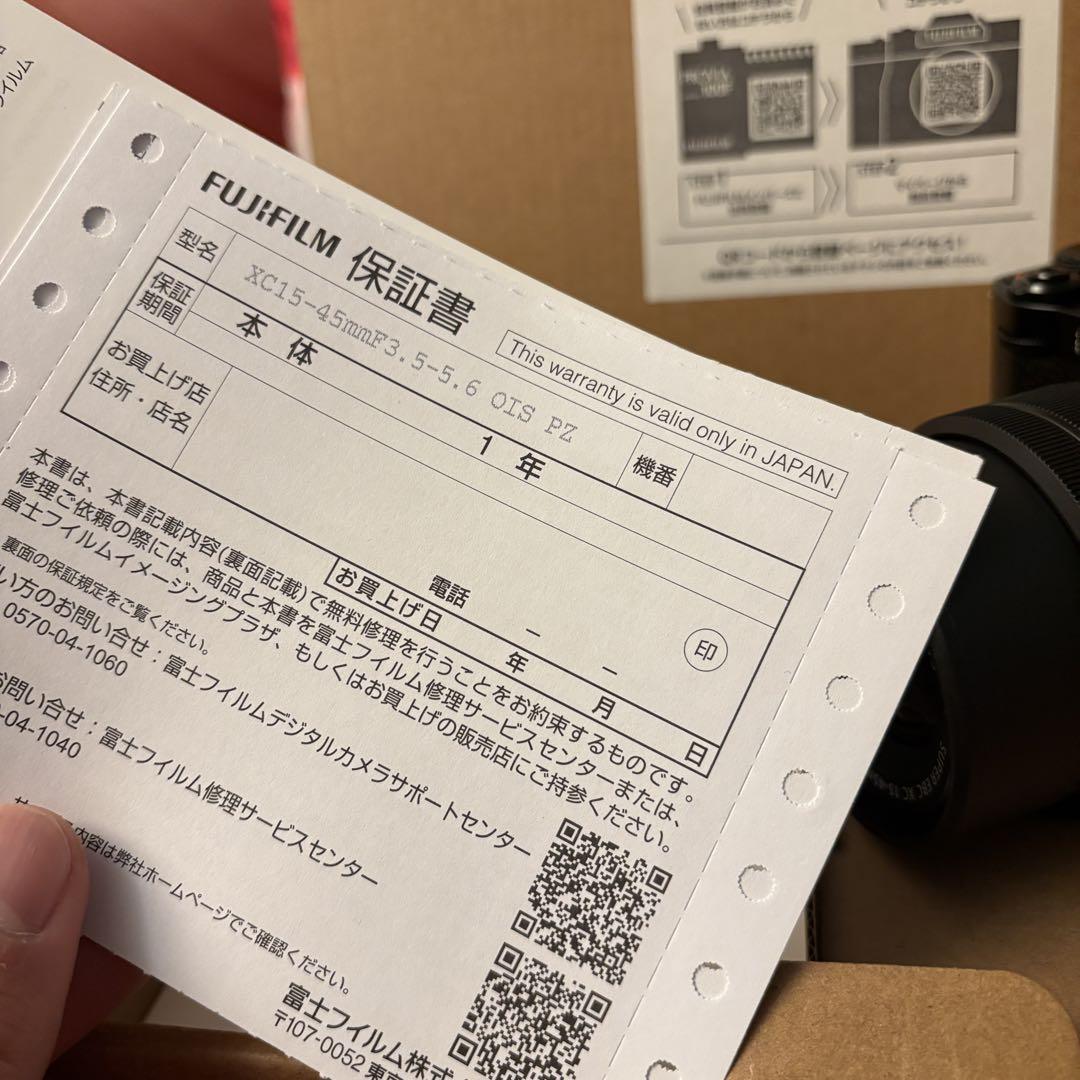 イルム
FUJIFILM
FUJIFILM 保証書
This warranty is valid only in JAPAN.
型名
XC15-45mmF3.5-5.6 OIS PZ
機番
保証
期間
本体
1年
お買上げ店
住所・店名
電話
お買上げ日 年 月 日
印
本書は、本書記載内容(裏面記載)で無料修理を行うことをお約束するものです。
修理ご依頼の際には、商品と本書を富士フイルム修理サービスセンターまたは、
富士フイルムイメージングプラザ、もしくはお買上げの販売店にご持参ください。
裏面の保証規定をご覧ください。
い方のお問い合せ：富士フイルムデジタルカメラサポートセンター
0570-04-1060
お問い合せ：富士フイルム修理サービスセンター
-04-1040
内容は弊社ホームページでご確認ください。
富士フイルム株式
〒107-0052 東京
SUPER EBC XC 15-45